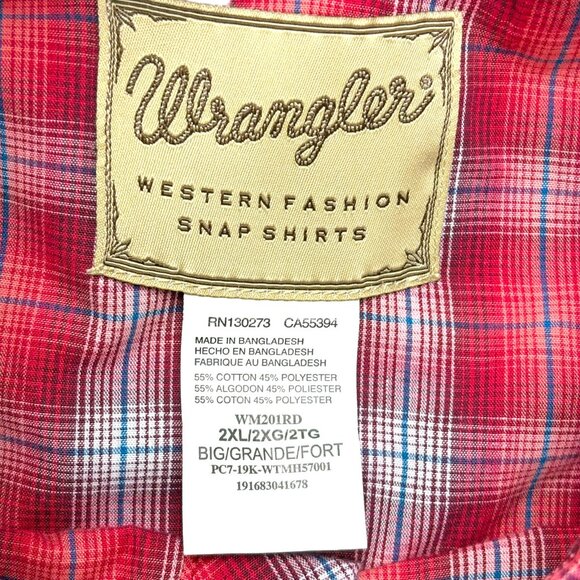 Wrangler®
WESTERN FASHION
SNAP SHIRTS
RN130273 CA55394
MADE IN BANGLADESH
HECHO EN BANGLADESH
FABRIQUE AU BANGLADESH
55% COTTON 45% POLYESTER
55% ALGODON 45% POLIESTER
55% COTON 45% POLYESTER
WM201RD
2XL/2XG/2TG
BIG/GRANDE/FORT
PC7-19K-WTMH57001
191683041678